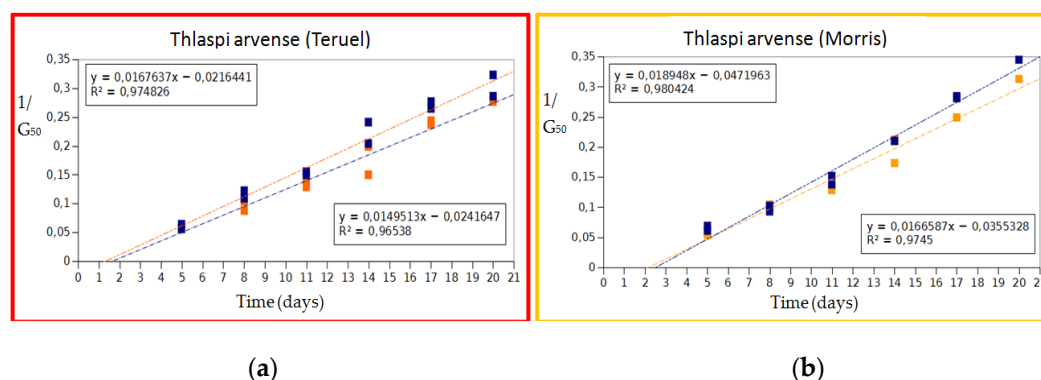 Thlaspi arvense (Teruel)
0,35
0,3
0,25
0,2
0,15
0,1
0,05
0
1/
G50
y = 0,0167637x − 0,0216441
R² = 0,974826
y = 0,0149513x − 0,0241647
R² = 0,96538
0 1 2 3 4 5 6 7 8 9 10 11 12 13 14 15 16 17 18 19 20 21
Time (days)
(a)
Thlaspi arvense (Morris)
0,35
0,3
0,25
0,2
0,15
0,1
0,05
0
1/
G50
y = 0,018948x − 0,0471963
R² = 0,980424
y = 0,0166587x − 0,0355328
R² = 0,9745
0 1 2 3 4 5 6 7 8 9 10 11 12 13 14 15 16 17 18 19 20 2
Time (days)
(b)